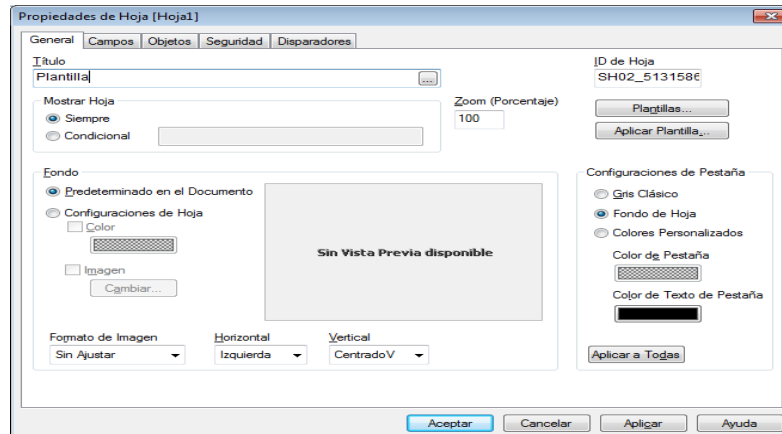 Propiedades de Hoja [Hoja1]
General Campos Objetos Seguridad Disparadores
Título
Plantilla
...
ID de Hoja
SH02_5131586
Mostrar Hoja
Siempre
Condicional
Zoom (Porcentaje)
100
Plantillas...
Aplicar Plantilla...
Fondo
Predeterminado en el Documento
Configuraciones de Hoja
Color
Imagen
Cambiar...
Sin Vista Previa disponible
Formato de Imagen Horizontal Vertical
Sin Ajustar Izquierda CentradoV
Configuraciones de Pestaña
Gris Clásico
Fondo de Hoja
Colores Personalizados
Color de Pestaña
Color de Texto de Pestaña
Aplicar a Todas
Aceptar Cancelar Aplicar Ayuda